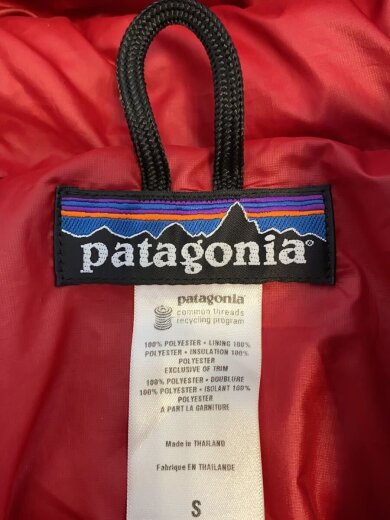 patagonia®
patagonia®
common threads
recycling program
100% POLYESTER • LINING 100%
POLYESTER • INSULATION 100%
POLYESTER
EXCLUSIVE OF TRIM
100% POLYESTER • DOUBLURE
100% POLYESTER • ISOLANT 100%
POLYESTER
A PART LA GARNITURE
Made in THAILAND
Fabrique EN THAILANDE
S